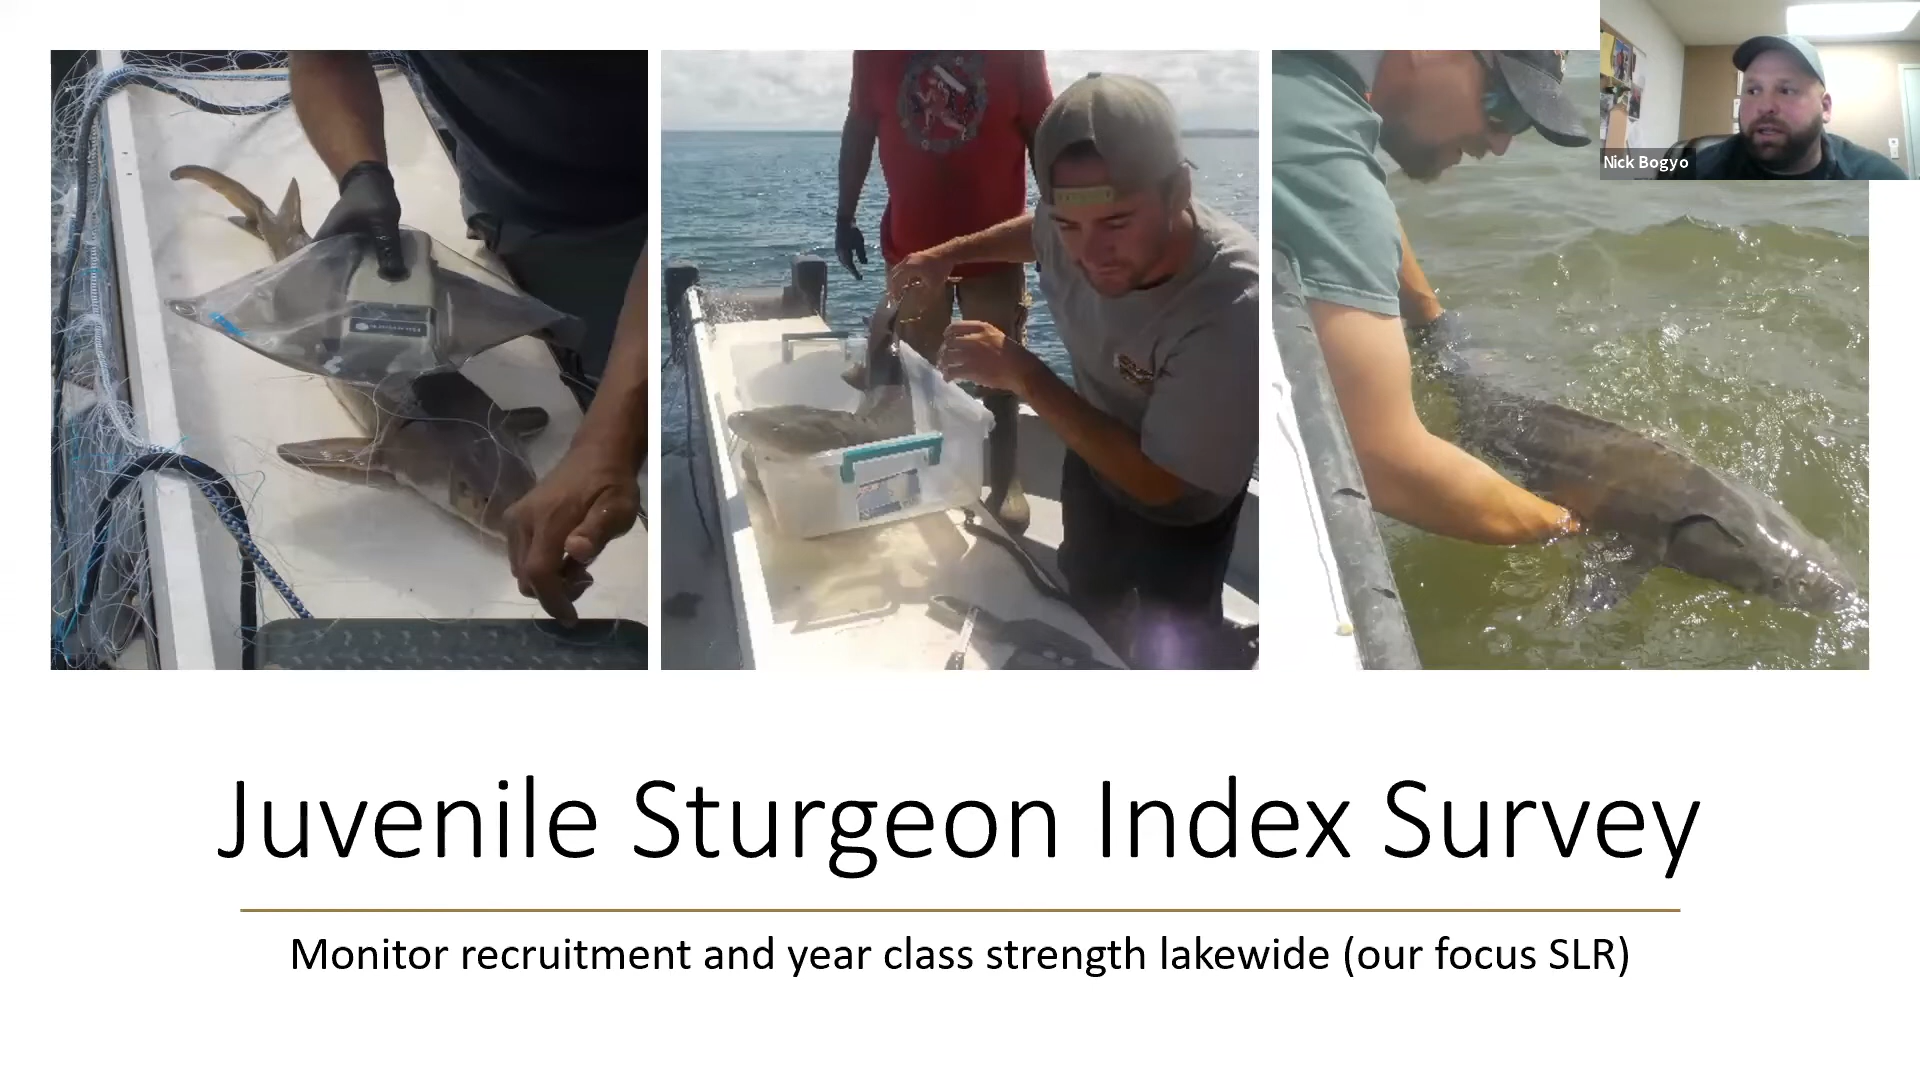 Nick Bogyo
Juvenile Sturgeon Index Survey
Monitor recruitment and year class strength lakewide (our focus SLR)